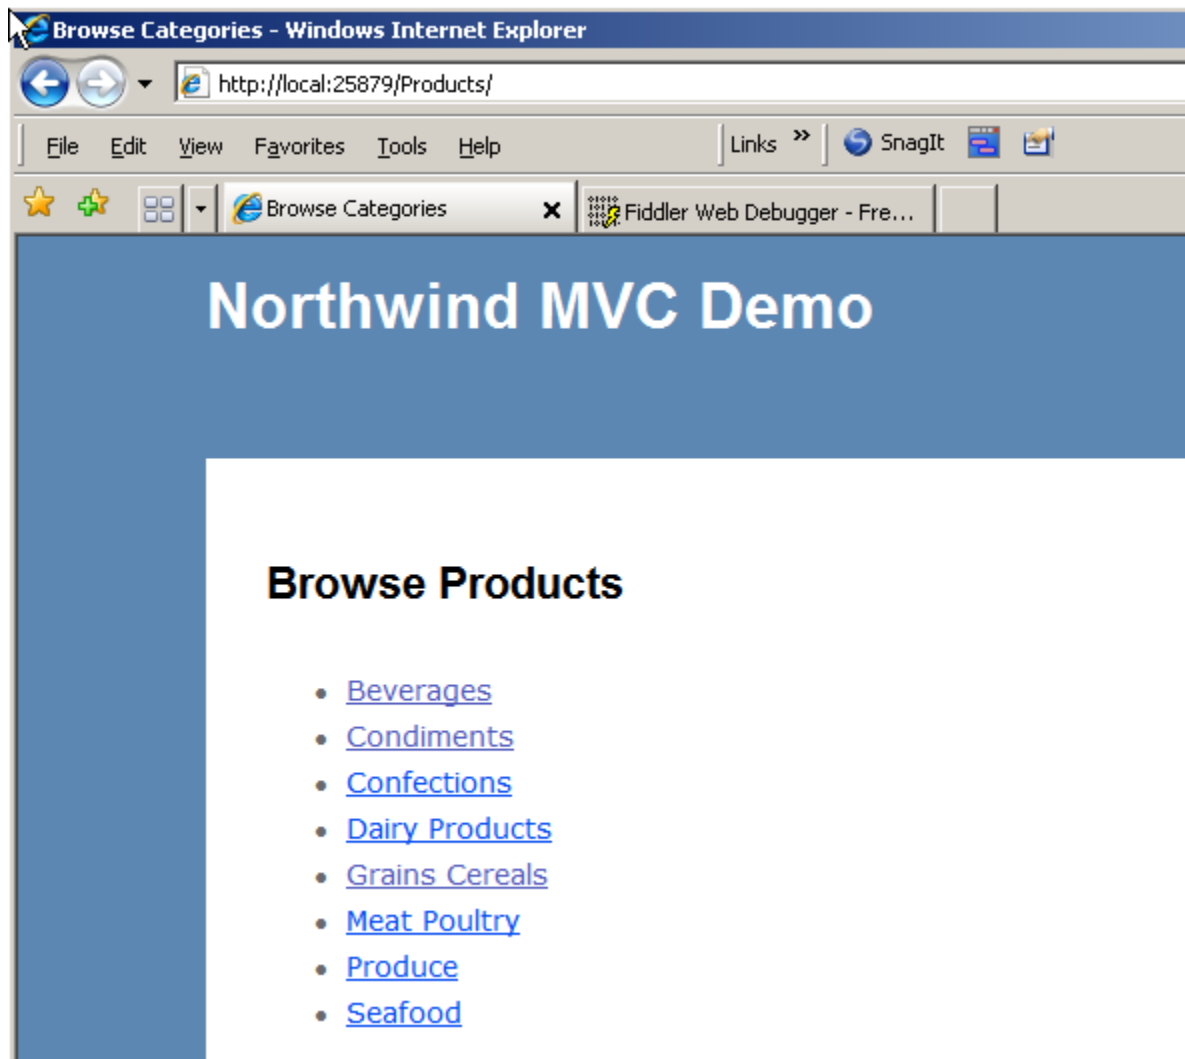 Browse Categories - Windows Internet Explorer
http://local:25879/Products/
File Edit View Favorites Tools Help Links » SnagIt
Browse Categories Fiddler Web Debugger - Fre...
Northwind MVC Demo
Browse Products
• Beverages
• Condiments
• Confections
• Dairy Products
• Grains Cereals
• Meat Poultry
• Produce
• Seafood